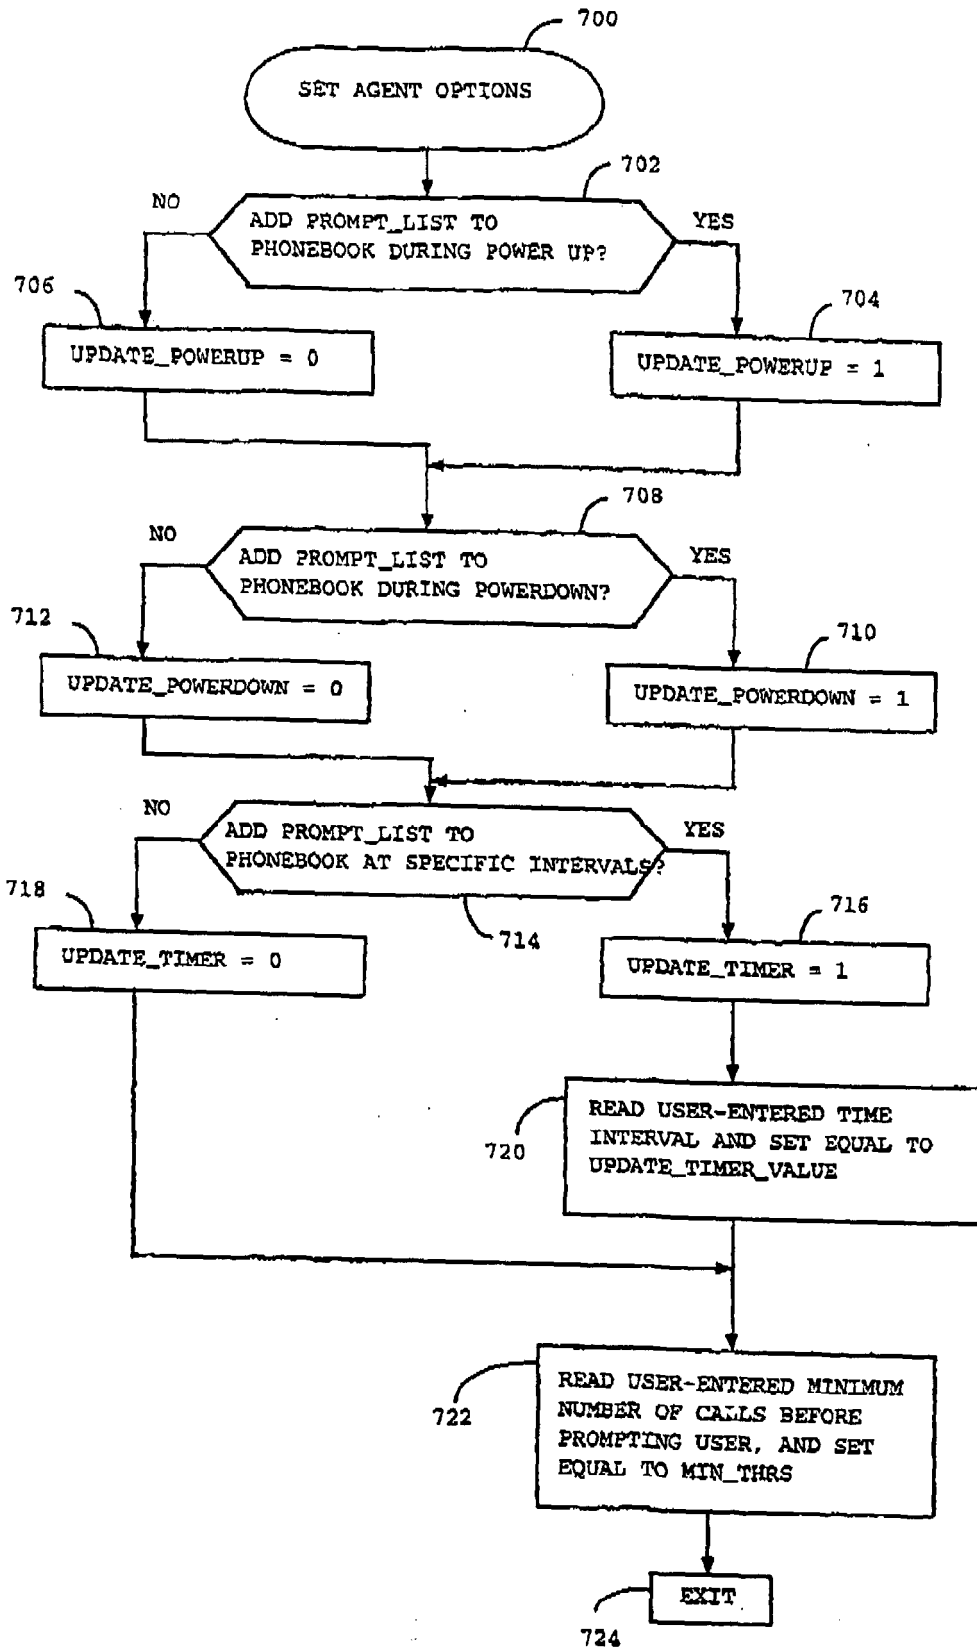 700
SET AGENT OPTIONS
702
NO
ADD PROMPT_LIST TO
PHONEBOOK DURING POWER UP?
YES
706
704
UPDATE_POWERUP = 0
UPDATE_POWERUP = 1
708
NO
ADD PROMPT_LIST TO
PHONEBOOK DURING POWERDOWN?
YES
712
710
UPDATE_POWERDOWN = 0
UPDATE_POWERDOWN = 1
NO
ADD PROMPT_LIST TO
PHONEBOOK AT SPECIFIC INTERVALS?
YES
718
714
716
UPDATE_TIMER = 0
UPDATE_TIMER = 1
720
READ USER-ENTERED TIME
INTERVAL AND SET EQUAL TO
UPDATE_TIMER_VALUE
722
READ USER-ENTERED MINIMUM
NUMBER OF CALLS BEFORE
PROMPTING USER, AND SET
EQUAL TO MIN_THRS
EXIT
724